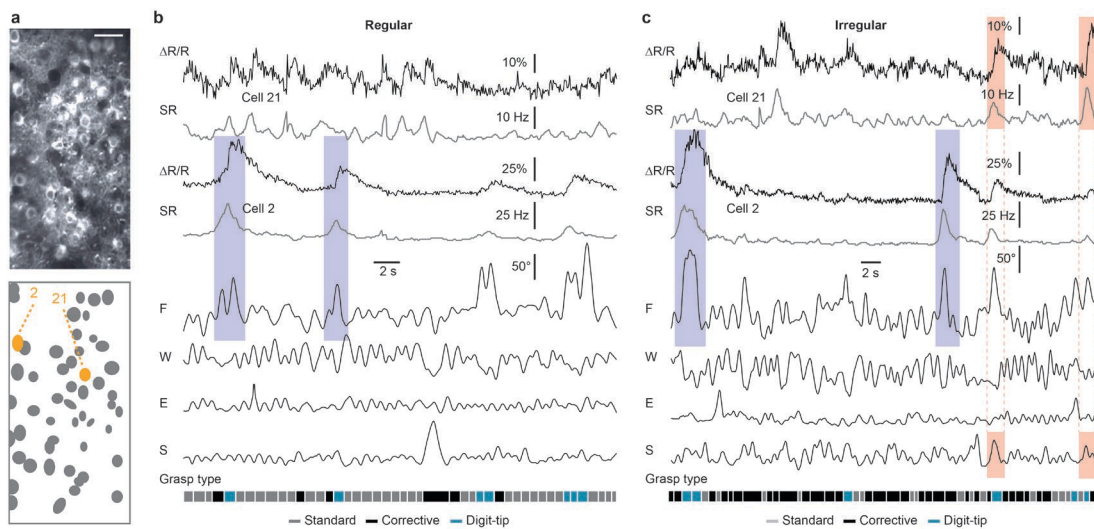 a
2
21
b
Regular
ΔR/R
10%
Cell 21
SR
10 Hz
ΔR/R
25%
SR
Cell 2
25 Hz
2 s
50°
F
W
E
S
Grasp type
Standard Corrective Digit-tip
c
Irregular
ΔR/R
10%
Cell 21
SR
10 Hz
ΔR/R
25%
SR
Cell 2
25 Hz
2 s
50°
F
W
E
S
Grasp type
Standard Corrective Digit-tip